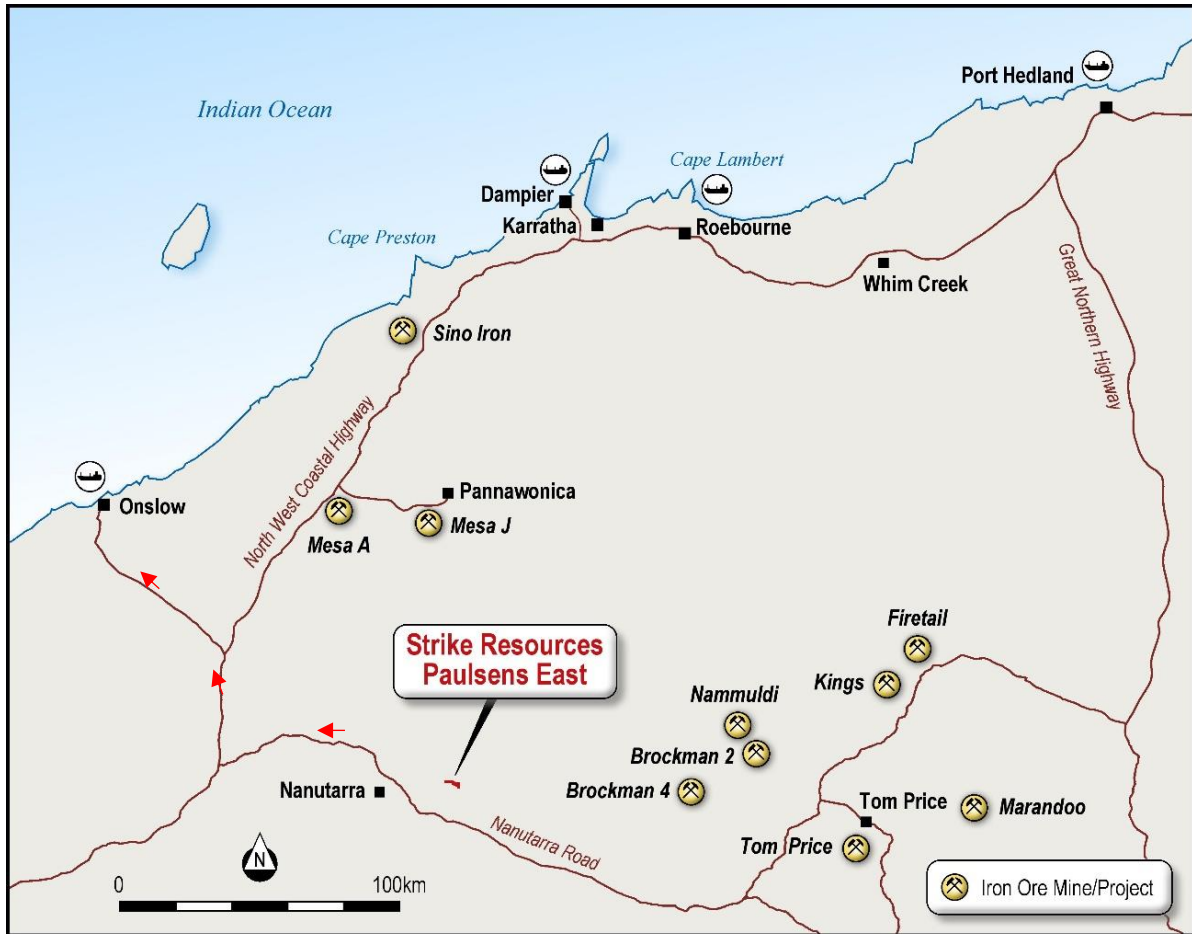 Port Hedland
Indian Ocean
Cape Lambert
Dampier
Karratha
Roebourne
Cape Preston
Whim Creek
Great Northern Highway
Sino Iron
North West Coastal Highway
Pannawonica
Onslow
Mesa J
Mesa A
Strike Resources
Paulsens East
Firetail
Kings
Nammuldi
Brockman 2
Brockman 4
Nanutarra
Tom Price
Marandoo
Nanutarra Road
Tom Price
N
0
100km
Iron Ore Mine/Project